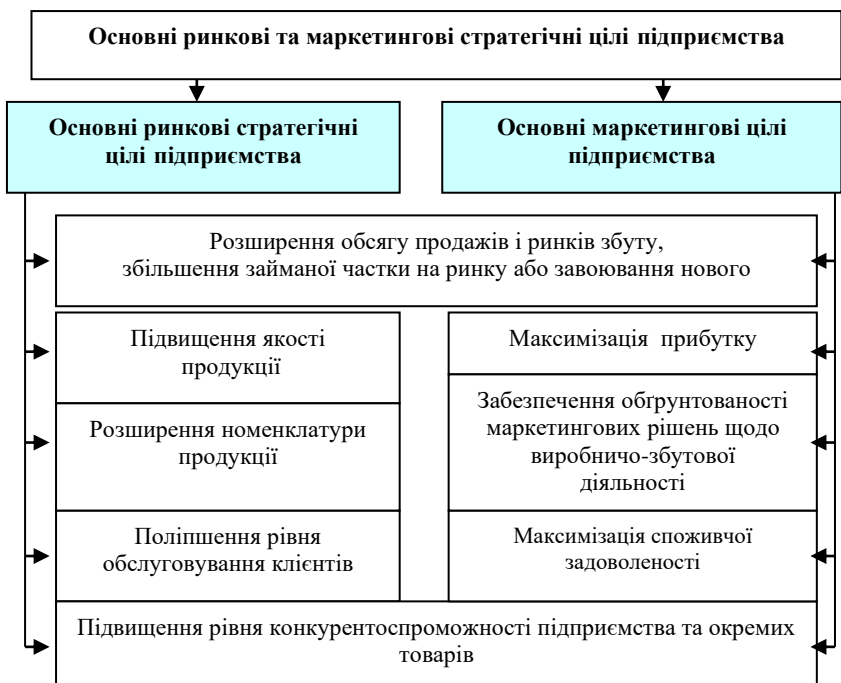 Основні ринкові та маркетингові стратегічні цілі підприємства
Основні ринкові стратегічні
цілі підприємства
Основні маркетингові цілі
підприємства
Розширення обсягу продажів і ринків збуту,
збільшення займаної частки на ринку або завоювання нового
Підвищення якості
продукції
Розширення номенклатури
продукції
Поліпшення рівня
обслуговування клієнтів
Максимізація прибутку
Забезпечення обґрунтованості
маркетингових рішень щодо
виробничо-збутової
діяльності
Максимізація споживчої
задоволеності
Підвищення рівня конкурентоспроможності підприємства та окремих
товарів